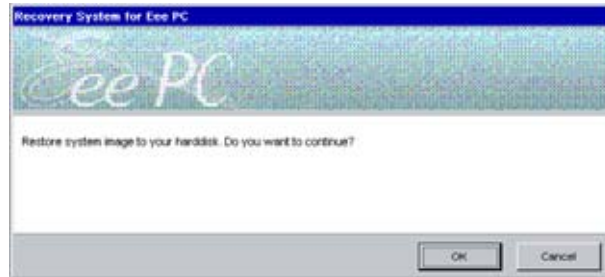 Recovery System for Eee PC
Eee PC
Restore system image to your harddisk. Do you want to continue?
OK
Cancel